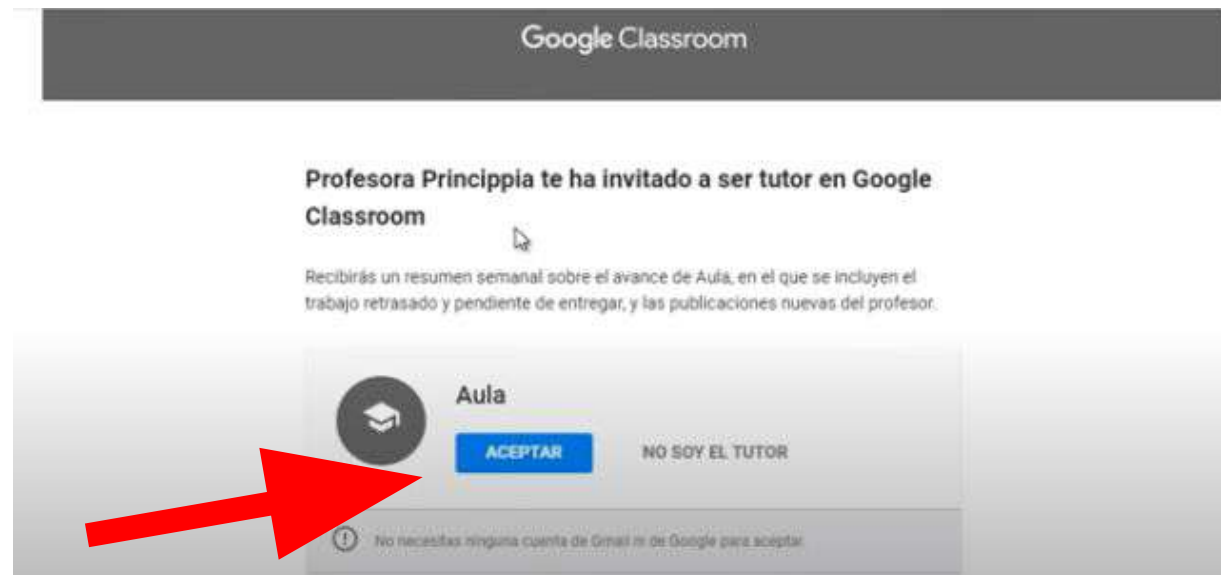 Google Classroom
Profesora Princippia te ha invitado a ser tutor en Google
Classroom
Recibirás un resumen semanal sobre el avance de Aula, en el que se incluyen el
trabajo retrasado y pendiente de entregar, y las publicaciones nuevas del profesor.
Aula
ACEPTAR
NO SOY EL TUTOR
No necesitas ninguna cuenta de Gmail ni de Google para aceptar.